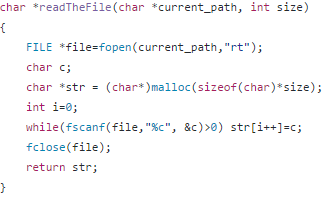 char *readTheFile(char *current_path, int size)
{
    FILE *file=fopen(current_path,"rt");
    char c;
    char *str = (char*)malloc(sizeof(char)*size);
    int i=0;
    while(fscanf(file,"%c", &c)>0) str[i++]=c;
    fclose(file);
    return str;
}